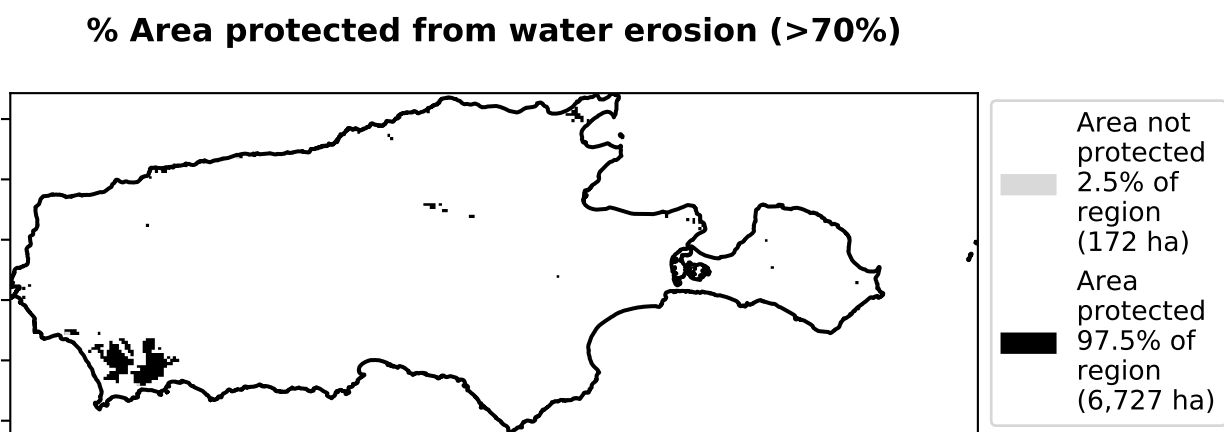 % Area protected from water erosion (>70%)
Area not
protected
2.5% of
region
(172 ha)
Area
protected
97.5% of
region
(6,727 ha)